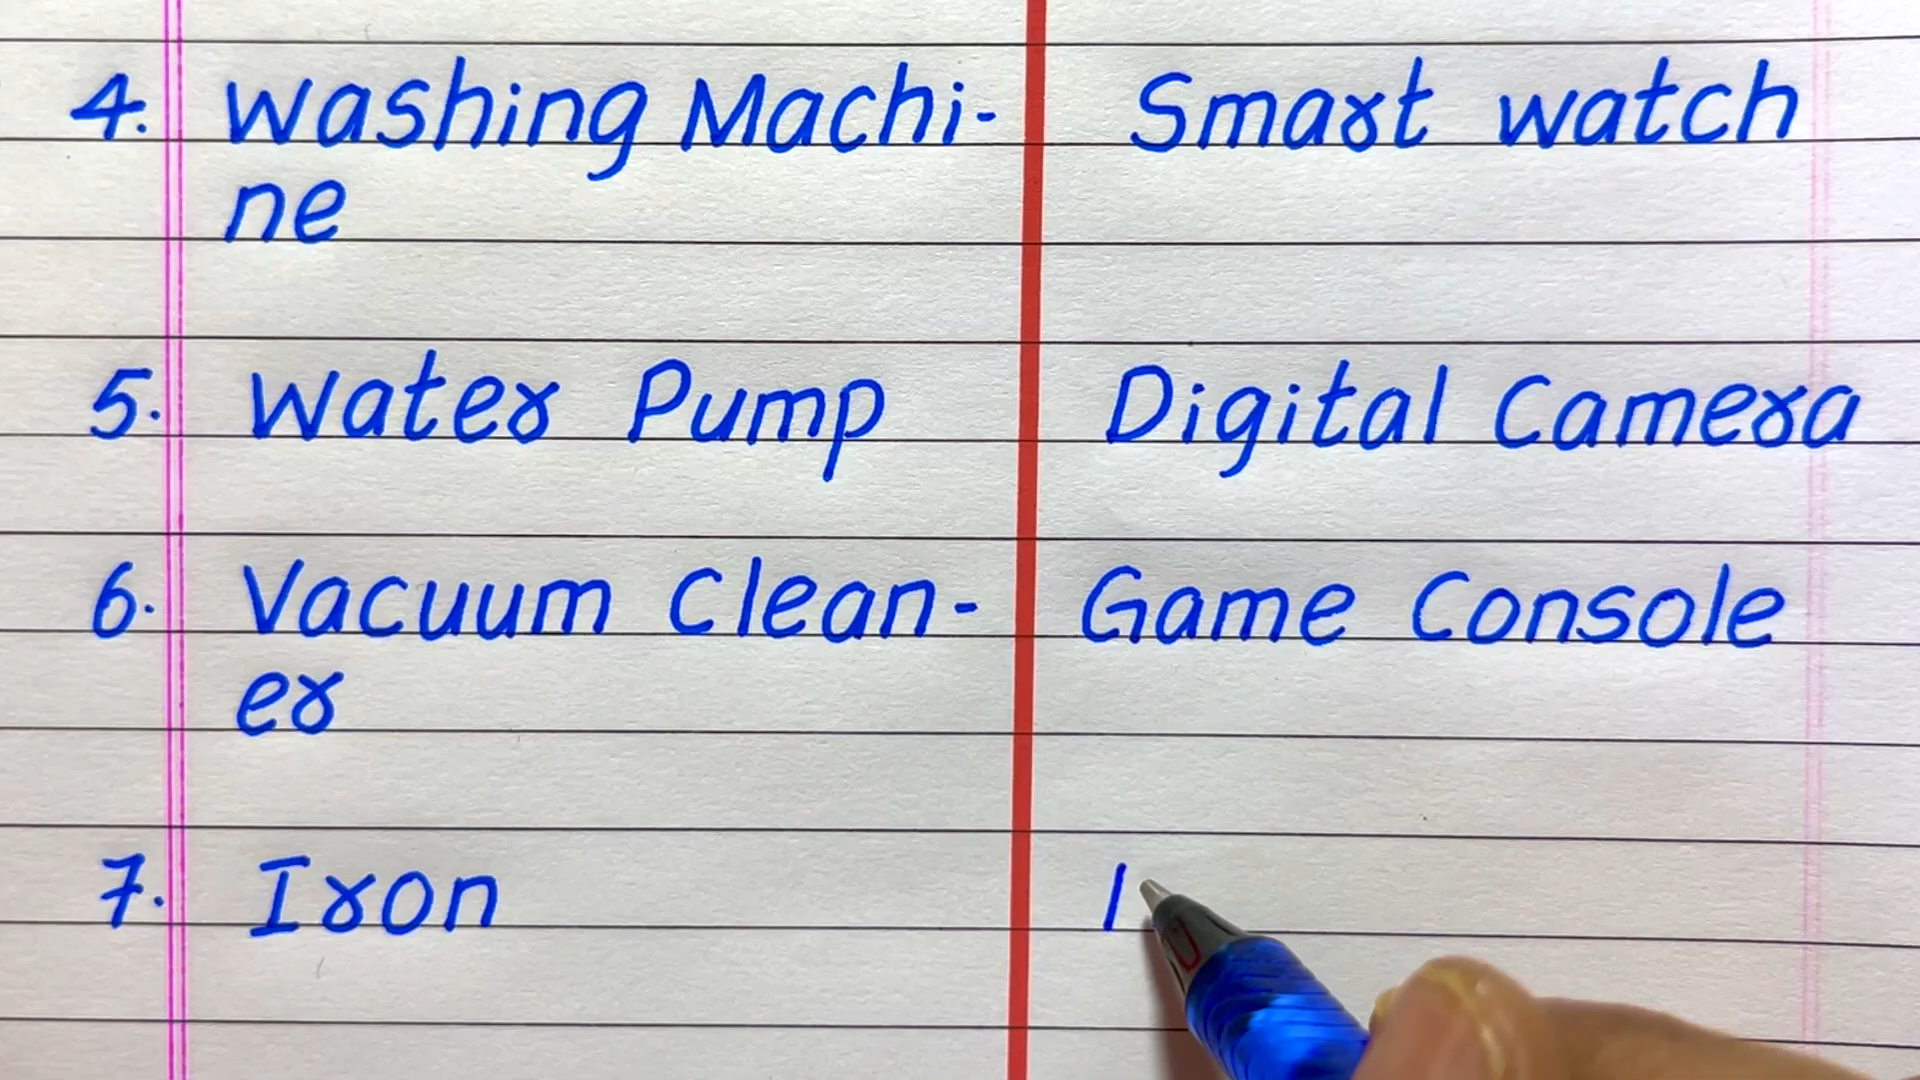 4. Washing Machi- Smart watch
ne
5. Water Pump Digital Camera
6. Vacuum Clean- Game Console
er
7. Iron